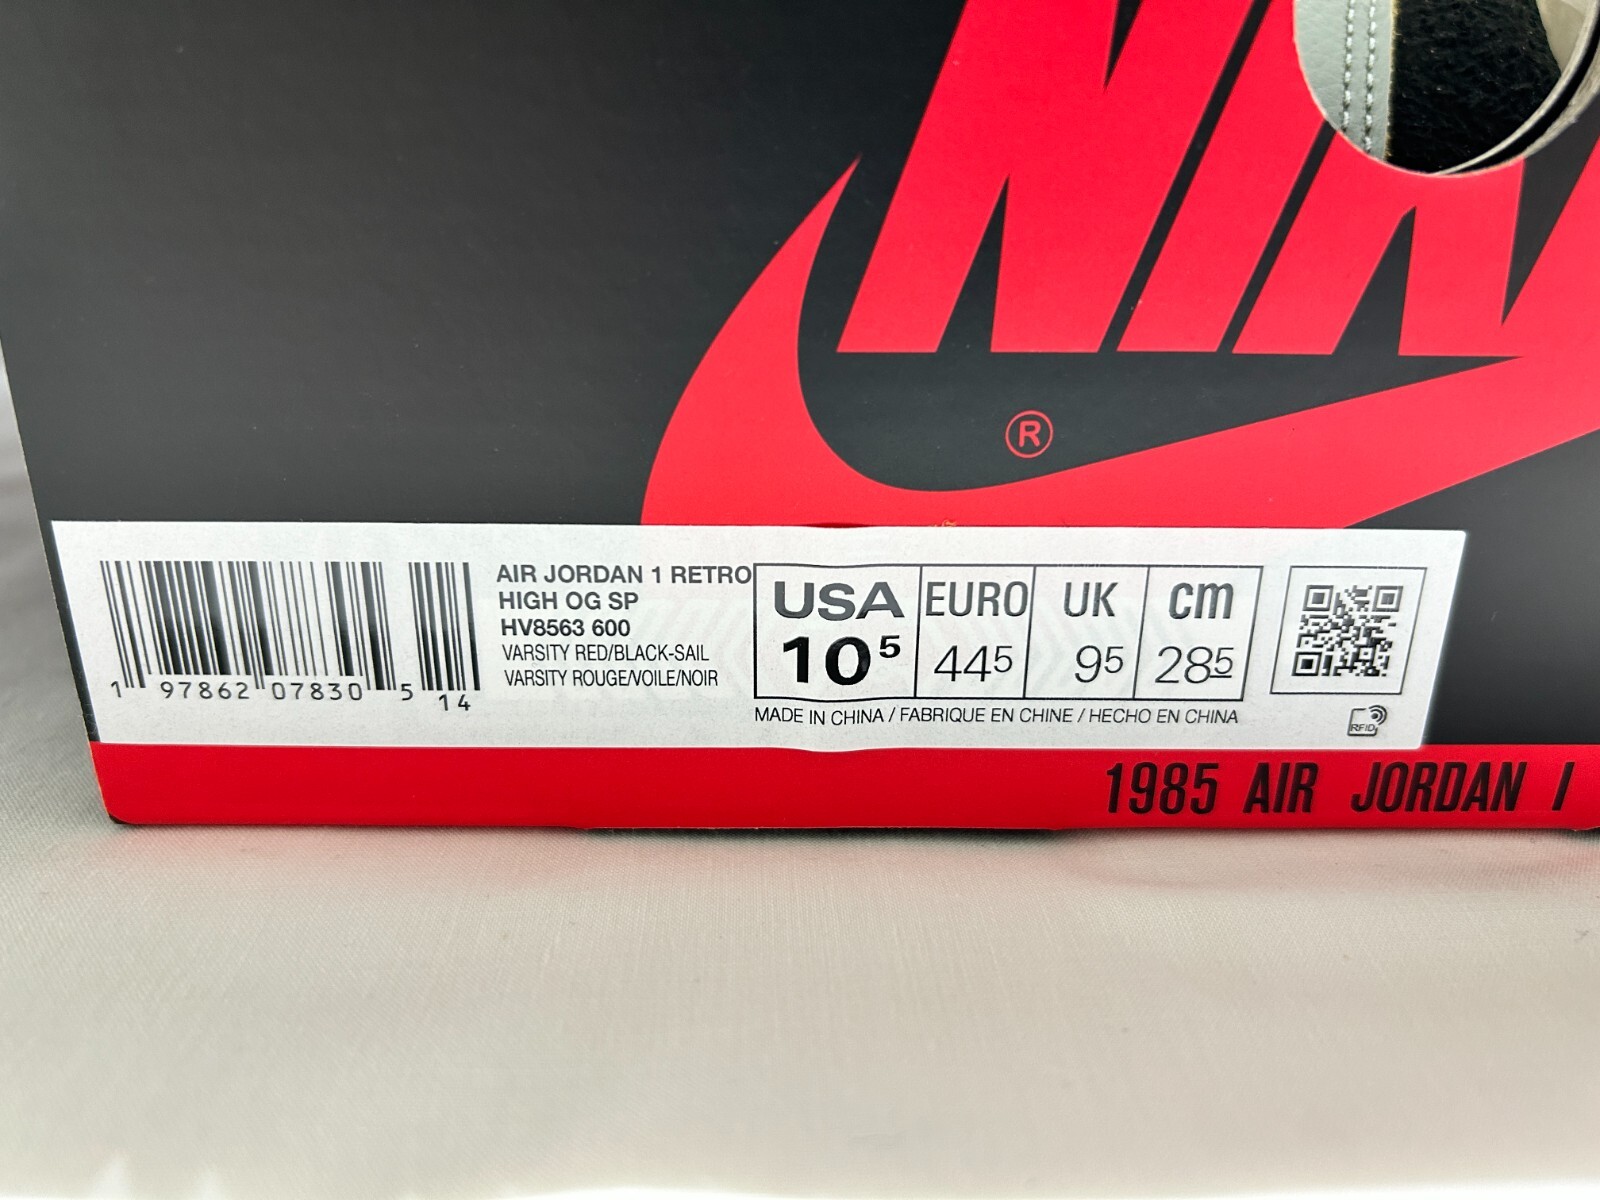 NIK
®
AIR JORDAN 1 RETRO
HIGH OG SP
HV8563 600
VARSITY RED/BLACK-SAIL
VARSITY ROUGE/VOILE/NOIR
1 97862 07830 5 14
USA EURO UK cm
10⁵ 44⁵ 9⁵ 28⁵
MADE IN CHINA / FABRIQUE EN CHINE / HECHO EN CHINA
RFID
1985 AIR JORDAN I